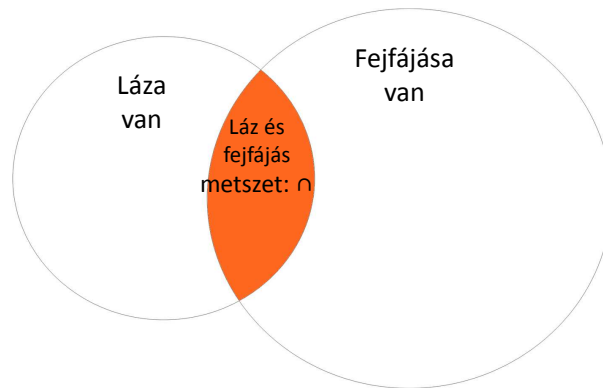 Láza
van
Fejfájása
van
Láz és
fejfájás
metszet: ∩